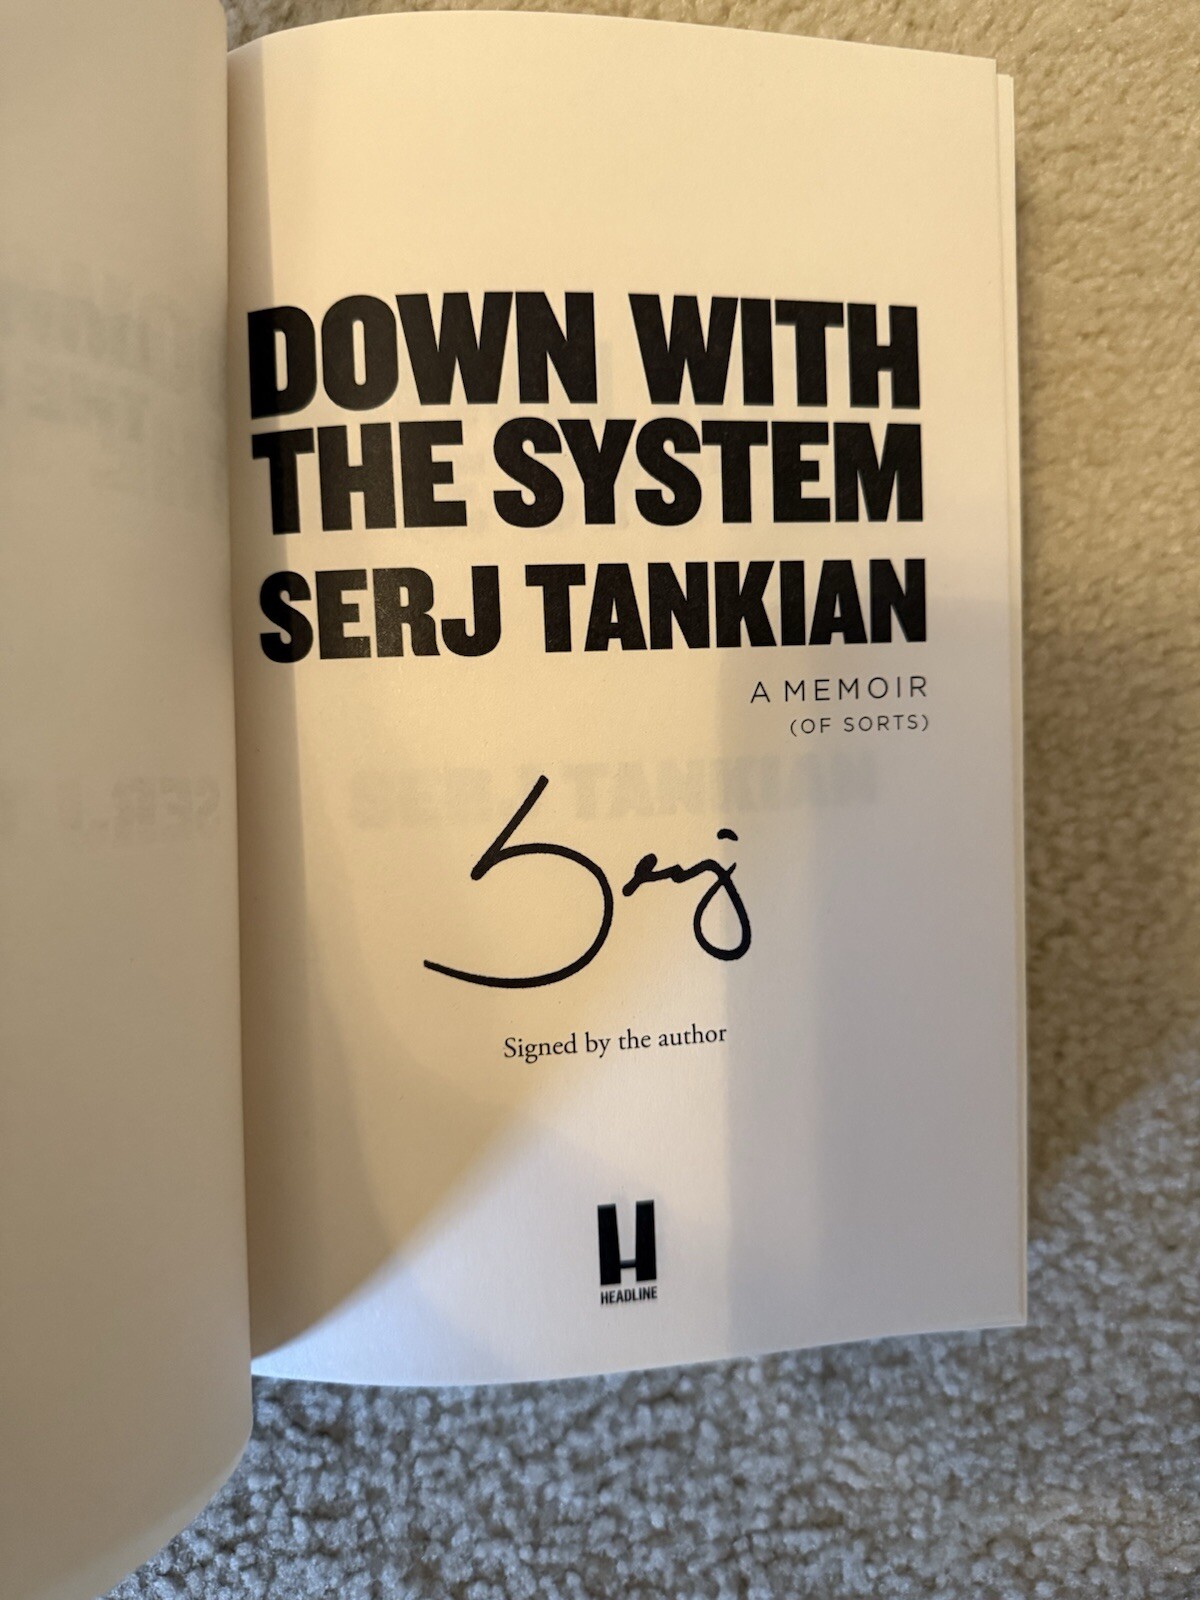 DOWN WITH
THE SYSTEM
SERJ TANKIAN
A MEMOIR
(OF SORTS)
Serj
Signed by the author
H
HEADLINE